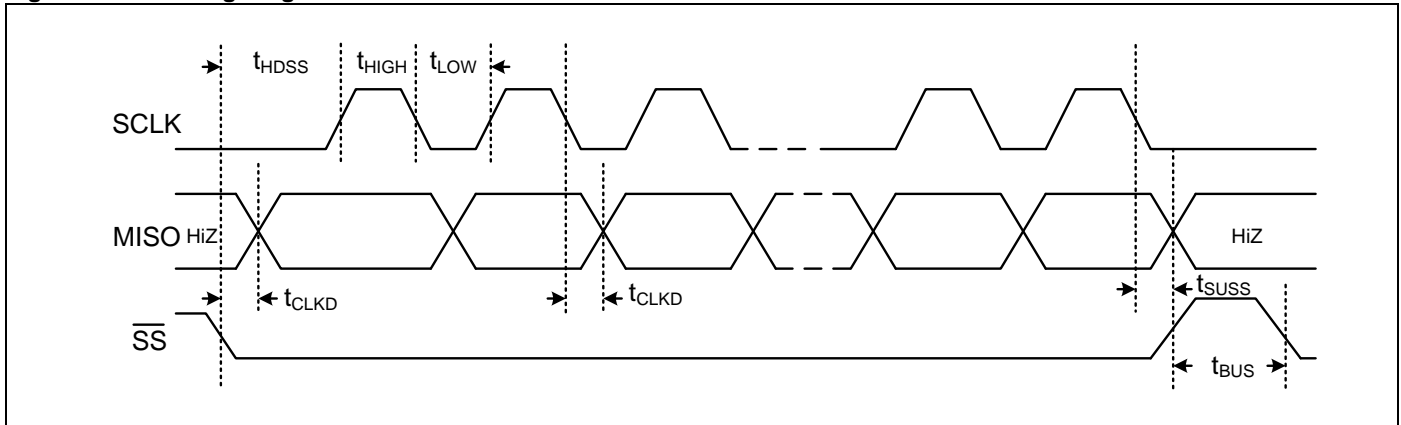 tHDSS tHIGH tLOW
SCLK
MISO HiZ HiZ
tCLKD tCLKD tSUSS
SS
tBUS